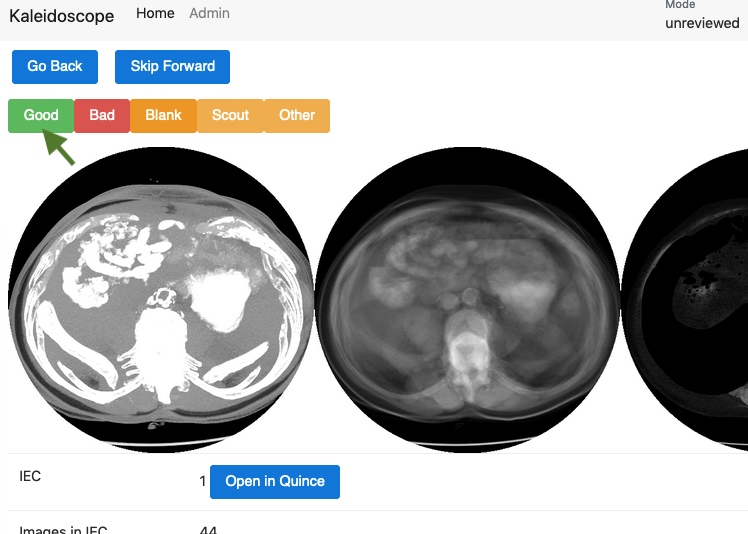 Kaleidoscope Home Admin Mode
unreviewed
Go Back Skip Forward
Good Bad Blank Scout Other
IEC 1 Open in Quince
Images in IEC 44